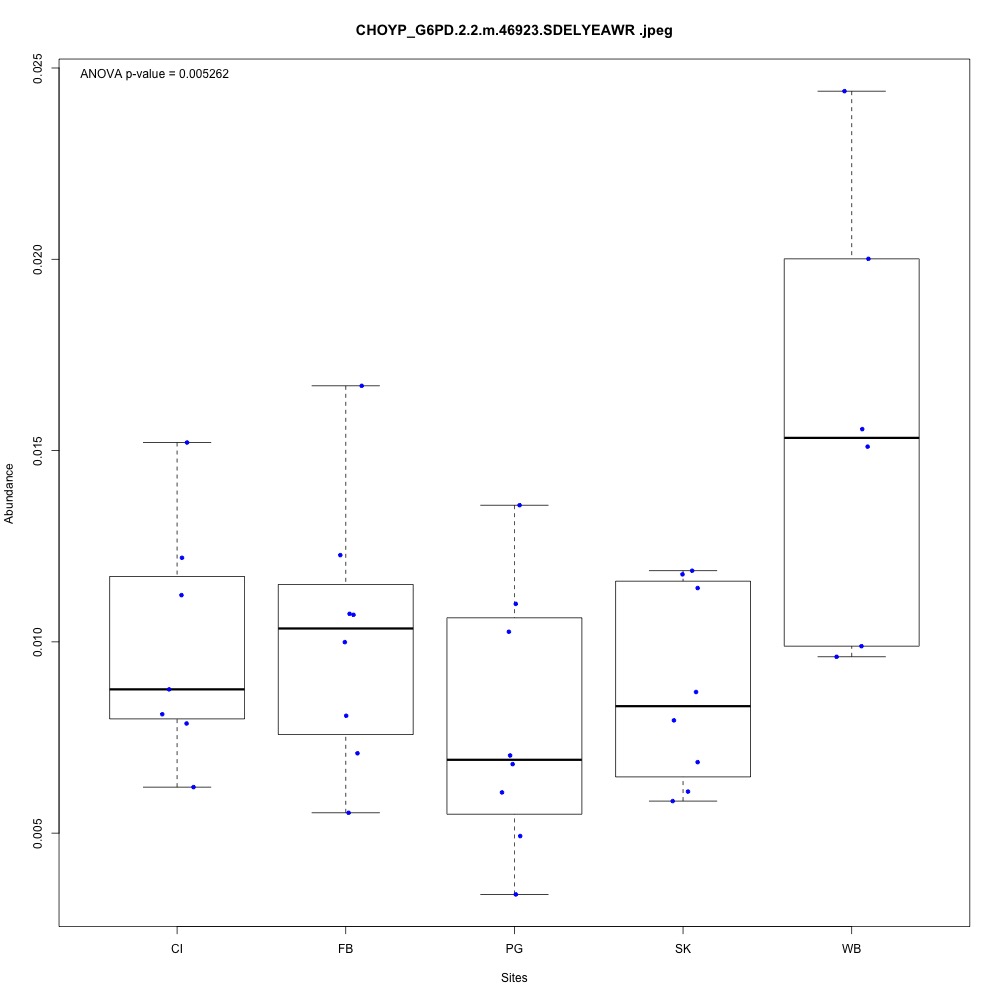 CHOYP_G6PD.2.2.m.46923.SDELYEAWR .jpeg
ANOVA p-value = 0.005262
0.025
0.020
0.015
0.010
0.005
Abundance
CI FB PG SK WB
Sites